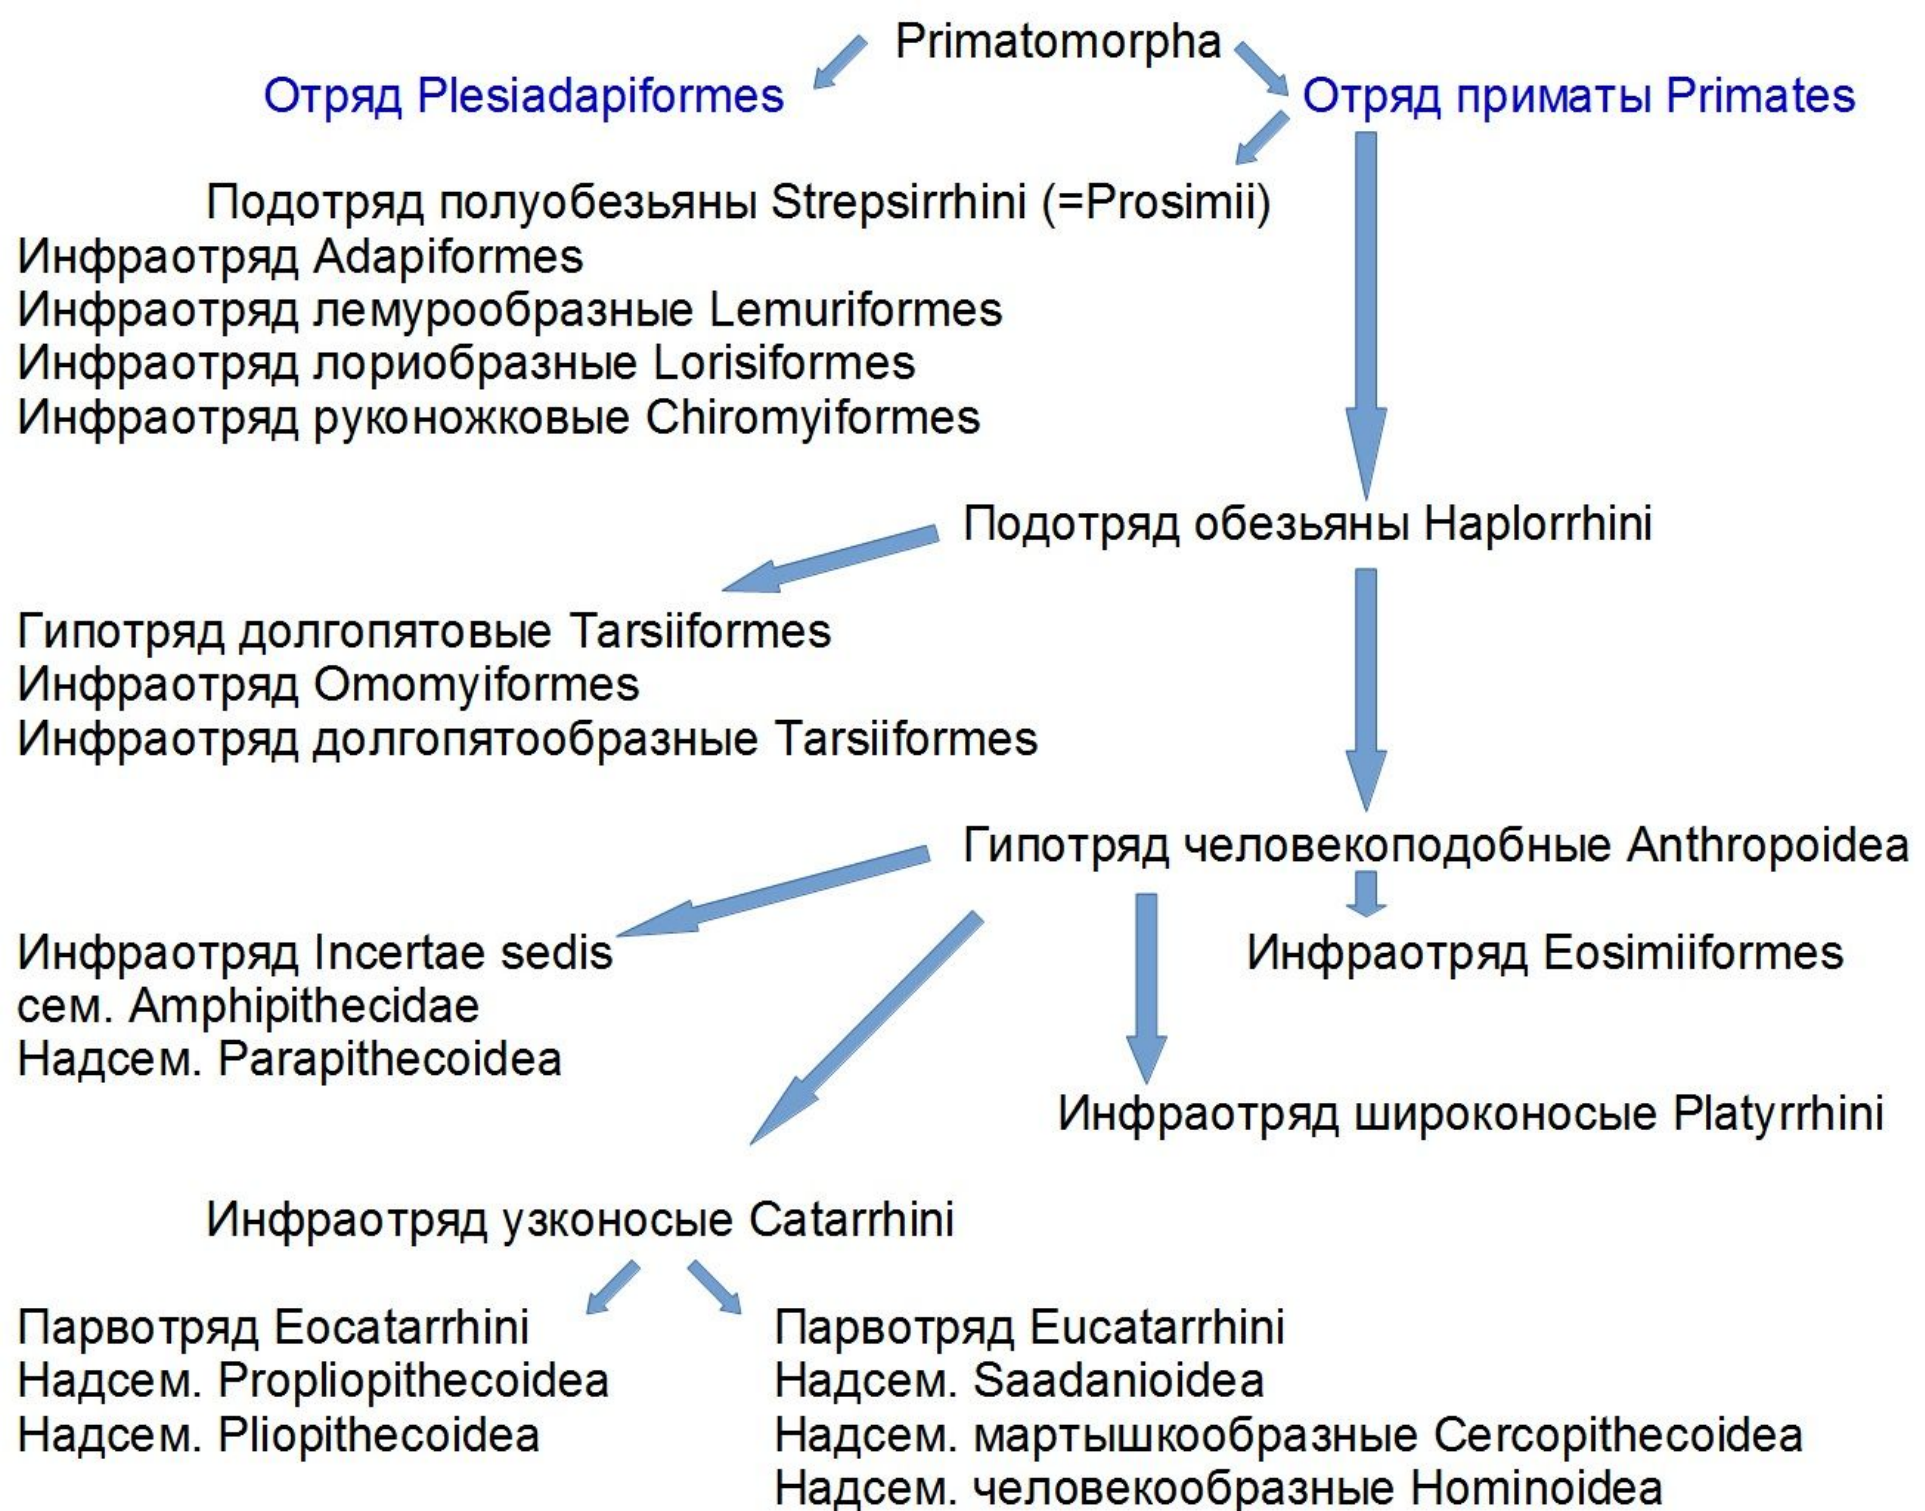 Primatomorpha
Отряд Plesiadapiformes
Отряд приматы Primates
Подотряд полуобезьяны Strepsirrhini (=Prosimii)
Инфраотряд Adapiformes
Инфраотряд лемурообразные Lemuriformes
Инфраотряд лориобразные Lorisiformes
Инфраотряд руконожковые Chiromyiformes
Подотряд обезьяны Haplorrhini
Гипотряд долгопятовые Tarsiiformes
Инфраотряд Omomyiformes
Инфраотряд долгопятообразные Tarsiiformes
Гипотряд человекоподобные Anthropoidea
Инфраотряд Incertae sedis
сем. Amphipithecidae
Надсем. Parapithecoidea
Инфраотряд Eosimiiformes
Инфраотряд широконосые Platyrrhini
Инфраотряд узконосые Catarrhini
Парвотряд Eocatarrhini
Надсем. Propliopithecoidea
Надсем. Pliopithecoidea
Парвотряд Eucatarrhini
Надсем. Saadanioidea
Надсем. мартышкообразные Cercopithecoidea
Надсем. человекообразные Hominoidea